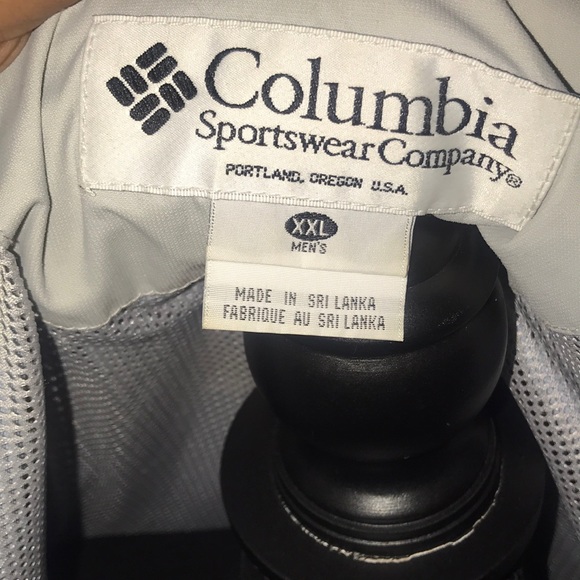 Columbia
Sportswear Company®
PORTLAND, OREGON U.S.A.
XXL
MEN'S
MADE IN SRI LANKA
FABRIQUE AU SRI LANKA